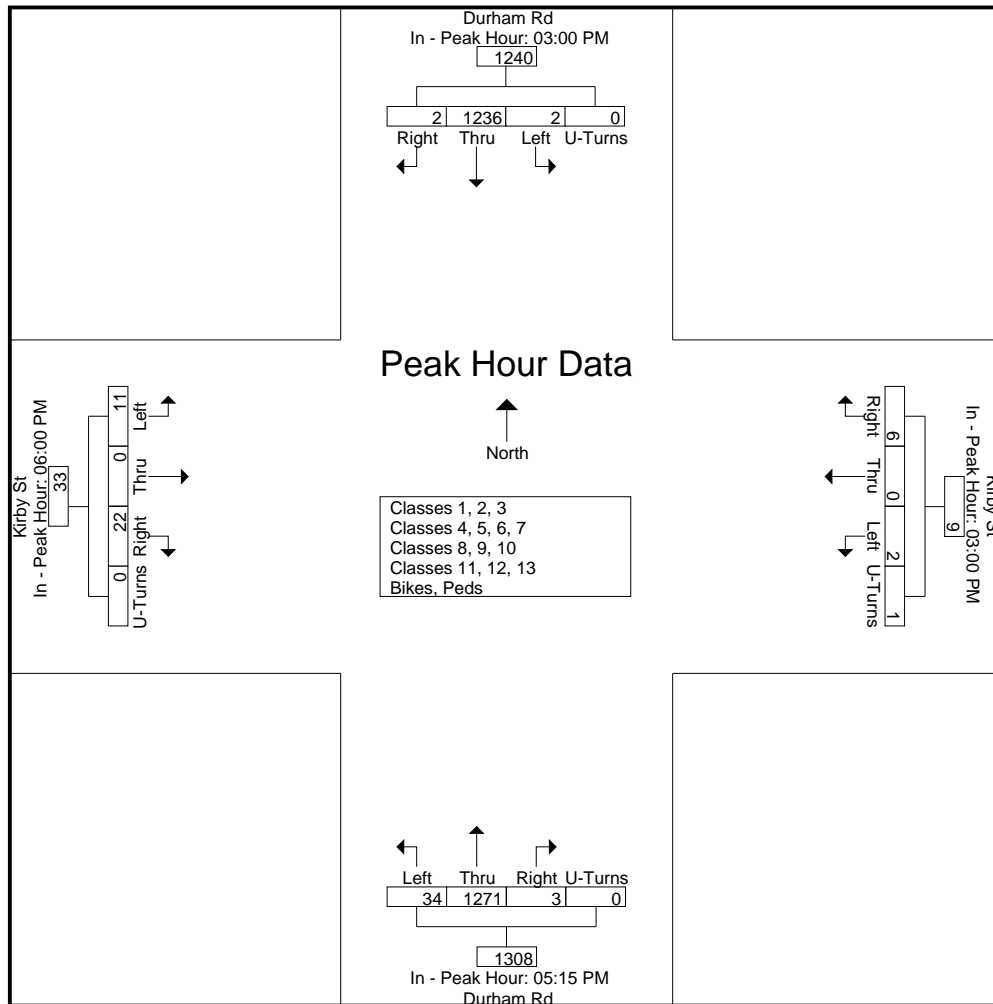 Durham Rd
In - Peak Hour: 03:00 PM
1240
2 1236 2 0
Right Thru Left U-Turns
Peak Hour Data
North
Classes 1, 2, 3
Classes 4, 5, 6, 7
Classes 8, 9, 10
Classes 11, 12, 13
Bikes, Peds
Kirby St
In - Peak Hour: 06:00 PM
33
11 0 22 0
Left Thru Right U-Turns
Kirby St
In - Peak Hour: 03:00 PM
9
6 0 2 1
Right Thru Left U-Turns
Left Thru Right U-Turns
34 1271 3 0
1308
In - Peak Hour: 05:15 PM
Durham Rd